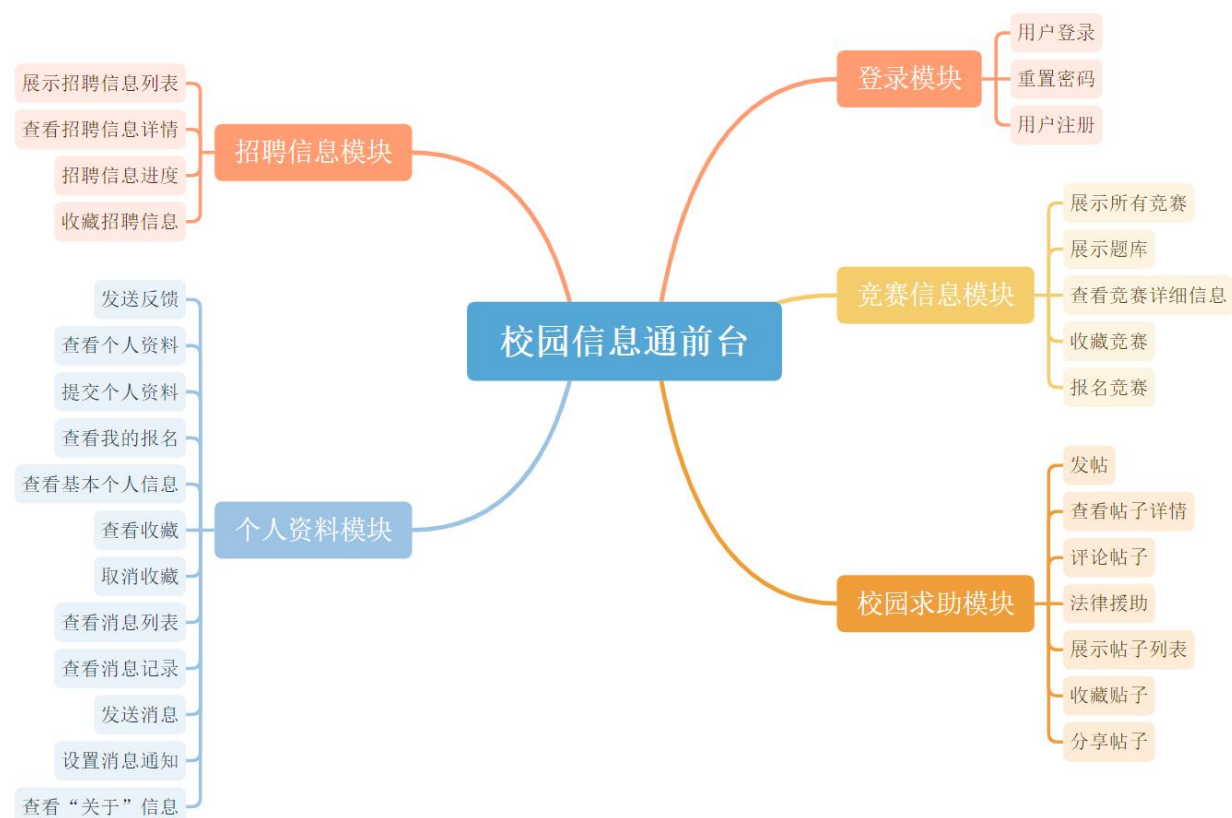 校园信息通前台
登录模块
用户登录
重置密码
用户注册
竞赛信息模块
展示所有竞赛
展示题库
查看竞赛详细信息
收藏竞赛
报名竞赛
校园求助模块
发帖
查看帖子详情
评论帖子
法律援助
展示帖子列表
收藏贴子
分享帖子
招聘信息模块
展示招聘信息列表
查看招聘信息详情
招聘信息进度
收藏招聘信息
个人资料模块
发送反馈
查看个人资料
提交个人资料
查看我的报名
查看基本个人信息
查看收藏
取消收藏
查看消息列表
查看消息记录
发送消息
设置消息通知
查看“关于”信息